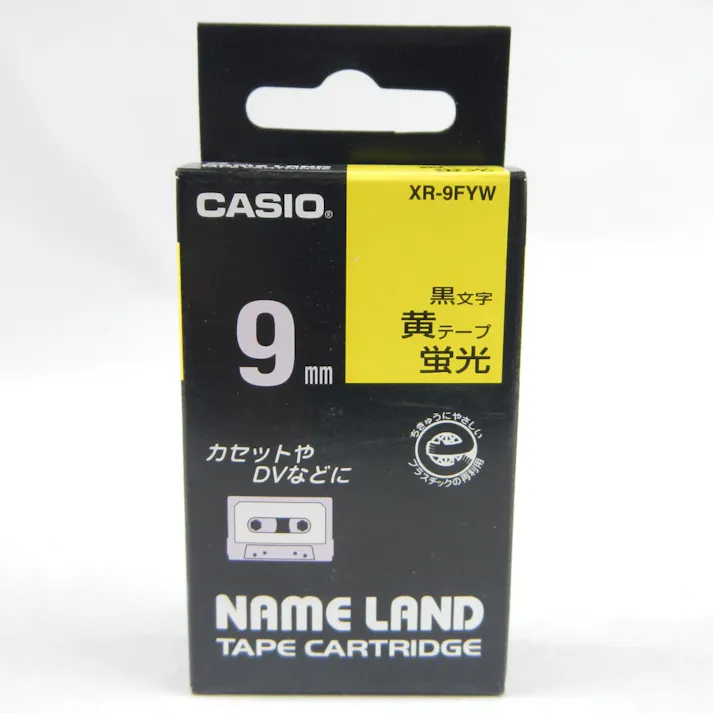 CASIO®
XR-9FYW
黒文字
黄テープ
蛍光
9mm
ちきゅうにやさしい
プラスチックの再利用
カセットや
DVなどに
NAME LAND
TAPE CARTRIDGE